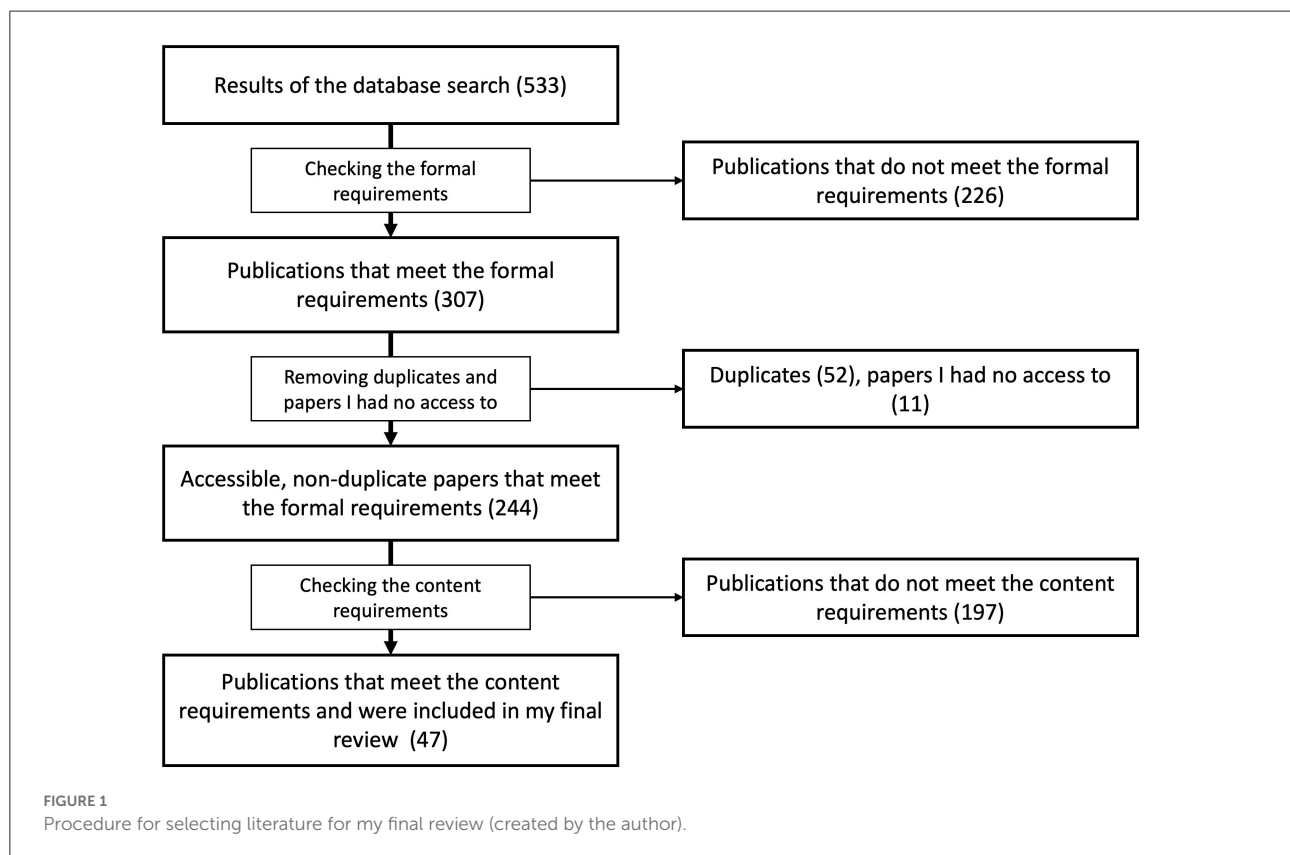 Results of the database search (533)
Checking the formal
requirements
Publications that do not meet the formal
requirements (226)
Publications that meet the formal
requirements (307)
Removing duplicates and
papers I had no access to
Duplicates (52), papers I had no access to
(11)
Accessible, non-duplicate papers that meet
the formal requirements (244)
Checking the content
requirements
Publications that do not meet the content
requirements (197)
Publications that meet the content
requirements and were included in my final
review (47)
FIGURE 1
Procedure for selecting literature for my final review (created by the author).